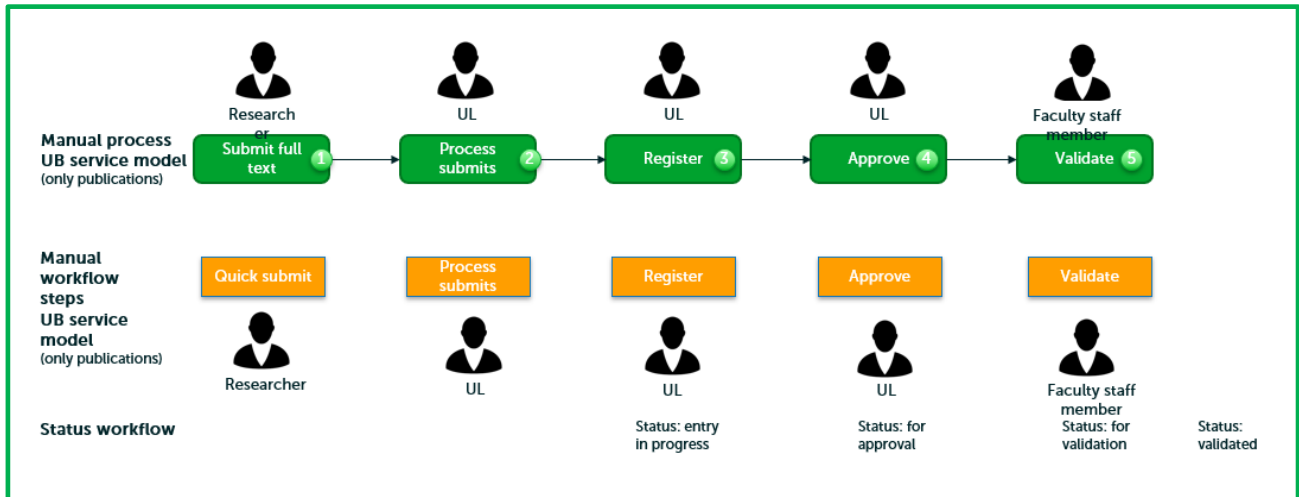 Research
er
UL
UL
UL
Faculty staff
member
Manual process
UB service model
(only publications)
Submit full
text
1
Process
submits
2
Register
3
Approve
4
Validate
5
Manual
workflow
steps
UB service
model
(only publications)
Quick submit
Process
submits
Register
Approve
Validate
Researcher
UL
UL
UL
Faculty staff
member
Status workflow
Status: entry
in progress
Status: for
approval
Status: for
validation
Status:
validated